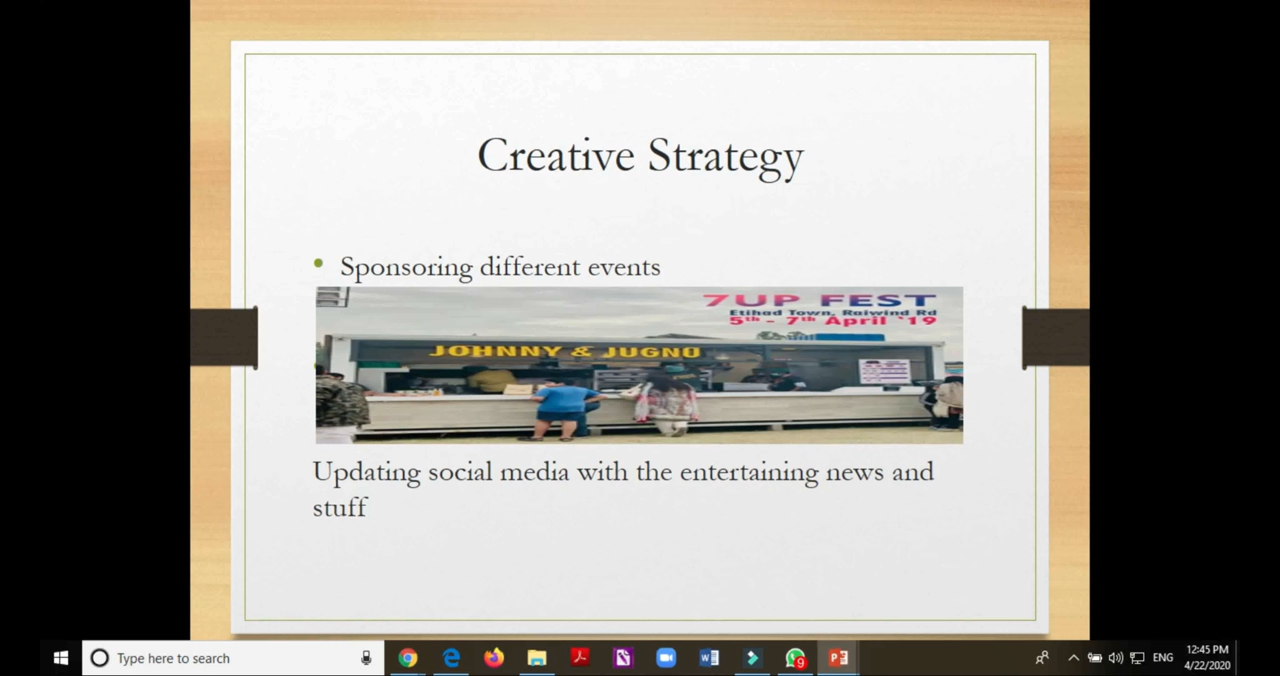 Creative Strategy
Sponsoring different events
7UP FEST
Etihad Town, Raiwind Rd
5th - 7th April '19
JOHNNY & JUGNU
Updating social media with the entertaining news and
stuff
Type here to search
9
ENG
12:45 PM
4/22/2020